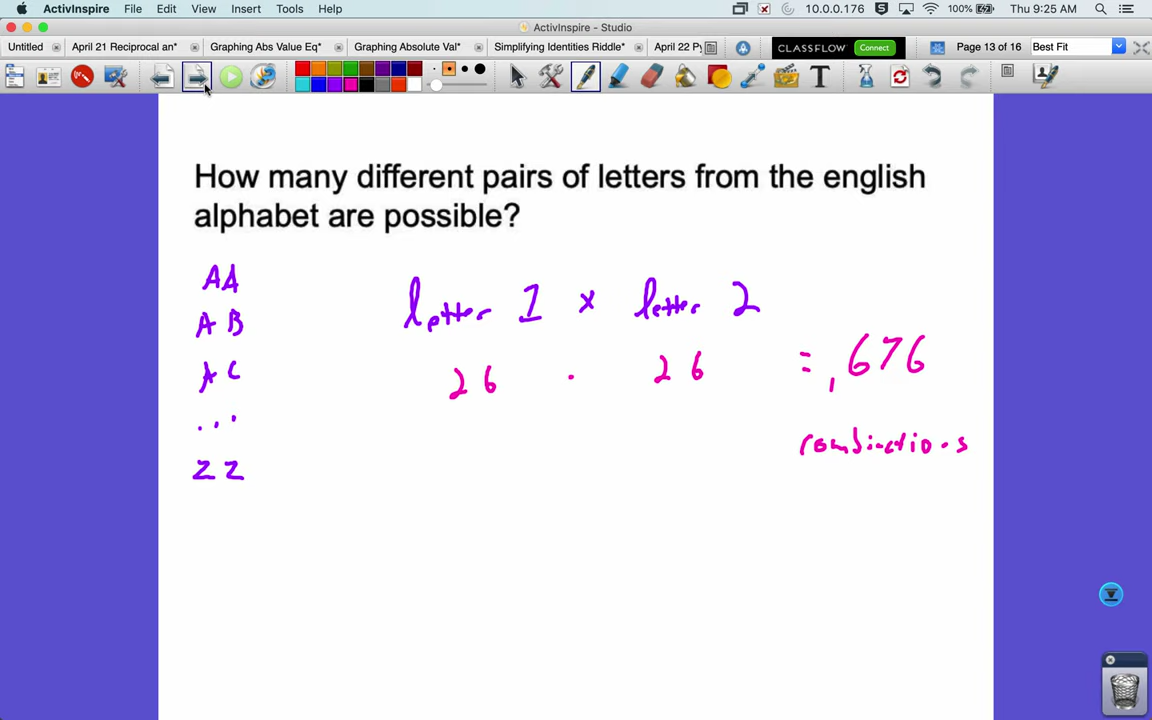 ActivInspire File Edit View Insert Tools Help 10.0.0.176 5 100% Thu 9:25 AM
ActivInspire - Studio
Untitled April 21 Reciprocal an* Graphing Abs Value Eq* Graphing Absolute Val* Simplifying Identities Riddle* April 22 Py CLASSFLOW Connect Page 13 of 16 Best Fit
T
How many different pairs of letters from the english
alphabet are possible?
AA
letter 1 x letter 2
AB
26 · 26 = , 676
AC
...
combinations
ZZ